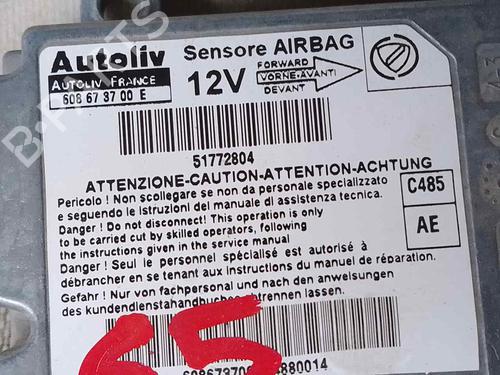 Autoliv Sensore AIRBAG
AUTOLIV FRANCE
608 67 37 00 E
12V
FORWARD
VORNE-AVANTI
DEVANT
51772804
ATTENZIONE-CAUTION-ATTENTION-ACHTUNG
Pericolo ! Non scollegare se non da personale specializzato
e seguendo le istruzioni del manuale di assistenza tecnica.
Danger ! Do not disconnect! This operation is only
to be carried cut by skilled operators, following
the instructions given in the service manual
Danger ! Seul le personnel spécialisé est autorisé à
débrancher en se tenant aux instructions du manuel de réparation.
Gefahr ! Nur von fachpersonal und nach den anweisungen
des kundendienstahandbuches abtrennen lassen.
C485
AE
65